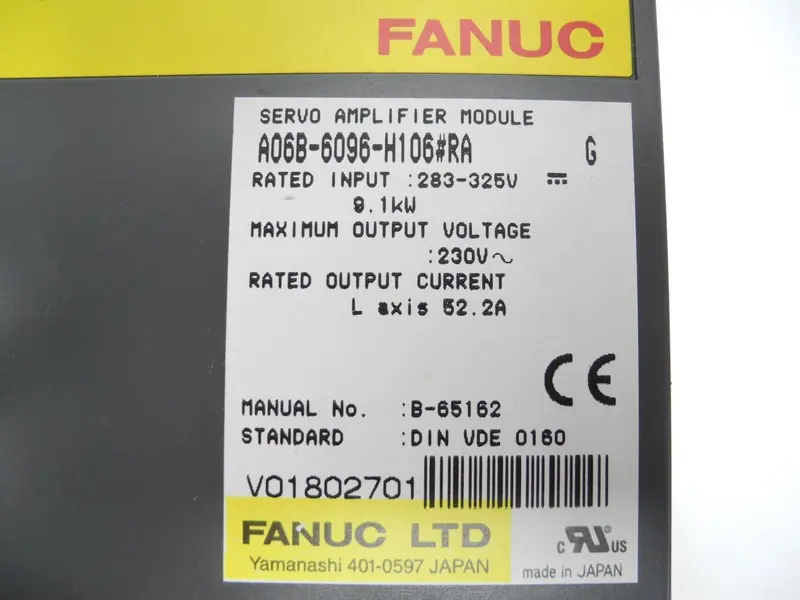 FANUC
SERVO AMPLIFIER MODULE
A06B-6096-H106#RA G
RATED INPUT :283-325V ⎓
9.1kW
MAXIMUM OUTPUT VOLTAGE
:230V~
RATED OUTPUT CURRENT
L axis 52.2A
CE
MANUAL No. :B-65162
STANDARD :DIN VDE 0160
V01802701
FANUC LTD
Yamanashi 401-0597 JAPAN
c RU US
made in JAPAN